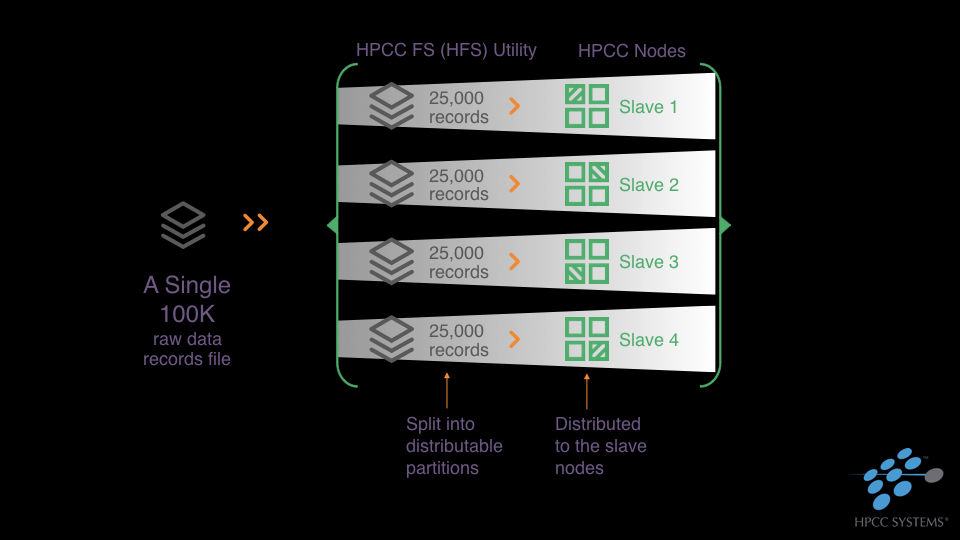 HPCC FS (HFS) Utility
HPCC Nodes
25,000
records
Slave 1
25,000
records
Slave 2
25,000
records
Slave 3
25,000
records
Slave 4
A Single
100K
raw data
records file
Split into
distributable
partitions
Distributed
to the slave
nodes
HPCC SYSTEMS®